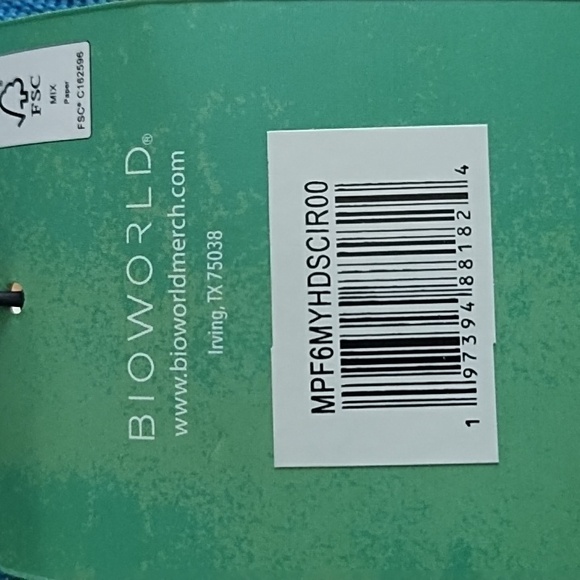 FSC
MIX
Paper
FSC® C162596
BIOWORLD®
www.bioworldmerch.com
Irving, TX 75038
MPF6MYHDSCIR00
1 97394 88182 4